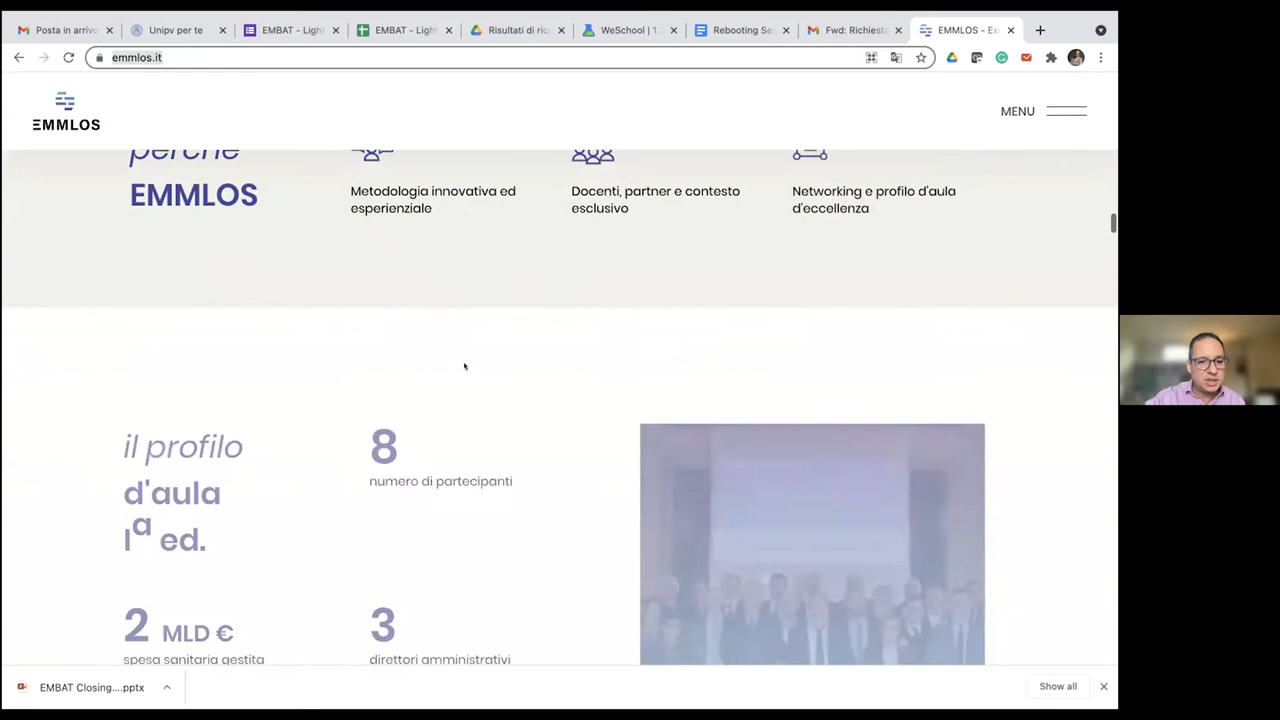 Posta in arrivo
Unipv per te
EMBAT - Ligh
EMBAT - Ligh
Risultati di ric
WeSchool | 1.
Rebooting Se
Fwd: Richieste
EMMLOS - Ex
emmlos.it
EMMLOS
MENU
perché
EMMLOS
Metodologia innovativa ed
esperienziale
Docenti, partner e contesto
esclusivo
Networking e profilo d'aula
d'eccellenza
il profilo
d'aula
Iª ed.
8
numero di partecipanti
2 MLD €
spesa sanitaria gestita
3
direttori amministrativi
EMBAT Closing....pptx
Show all